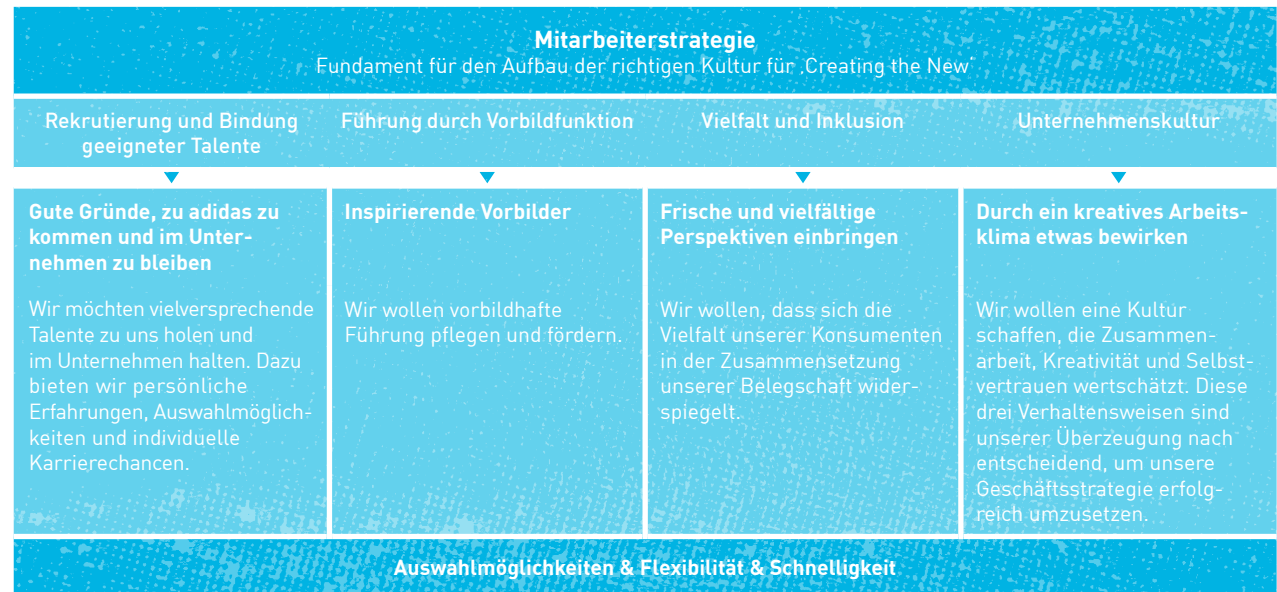 Mitarbeiterstrategie
Fundament für den Aufbau der richtigen Kultur für ‚Creating the New‘
Rekrutierung und Bindung
geeigneter Talente
Führung durch Vorbildfunktion
Vielfalt und Inklusion
Unternehmenskultur
Gute Gründe, zu adidas zu
kommen und im Unter-
nehmen zu bleiben
Wir möchten vielversprechende
Talente zu uns holen und
im Unternehmen halten. Dazu
bieten wir persönliche
Erfahrungen, Auswahlmöglich-
keiten und individuelle
Karrierechancen.
Inspirierende Vorbilder
Wir wollen vorbildhafte
Führung pflegen und fördern.
Frische und vielfältige
Perspektiven einbringen
Wir wollen, dass sich die
Vielfalt unserer Konsumenten
in der Zusammensetzung
unserer Belegschaft wider-
spiegelt.
Durch ein kreatives Arbeits-
klima etwas bewirken
Wir wollen eine Kultur
schaffen, die Zusammen-
arbeit, Kreativität und Selbst-
vertrauen wertschätzt. Diese
drei Verhaltensweisen sind
unserer Überzeugung nach
entscheidend, um unsere
Geschäftsstrategie erfolg-
reich umzusetzen.
Auswahlmöglichkeiten & Flexibilität & Schnelligkeit